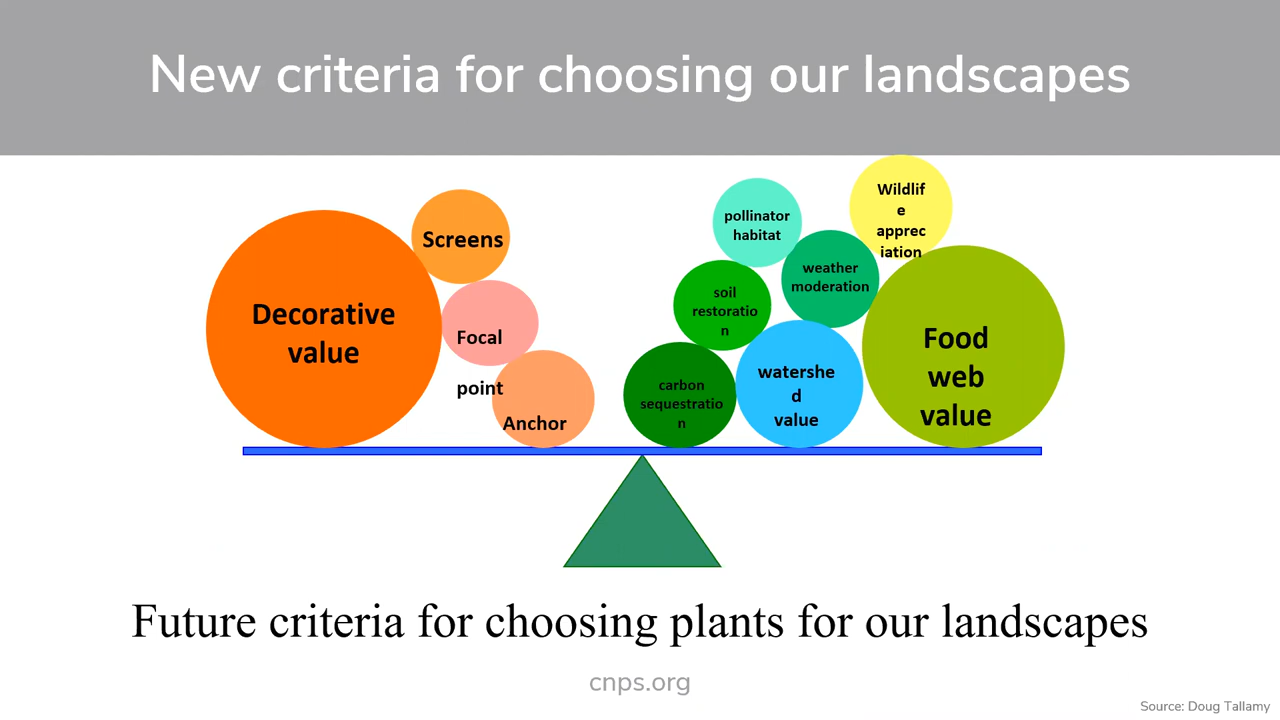 New criteria for choosing our landscapes
Decorative
value
Screens
Focal
point
Anchor
pollinator
habitat
Wildlif
e
apprec
iation
weather
moderation
soil
restoratio
n
carbon
sequestratio
n
watershe
d
value
Food
web
value
Future criteria for choosing plants for our landscapes
cnps.org
Source: Doug Tallamy